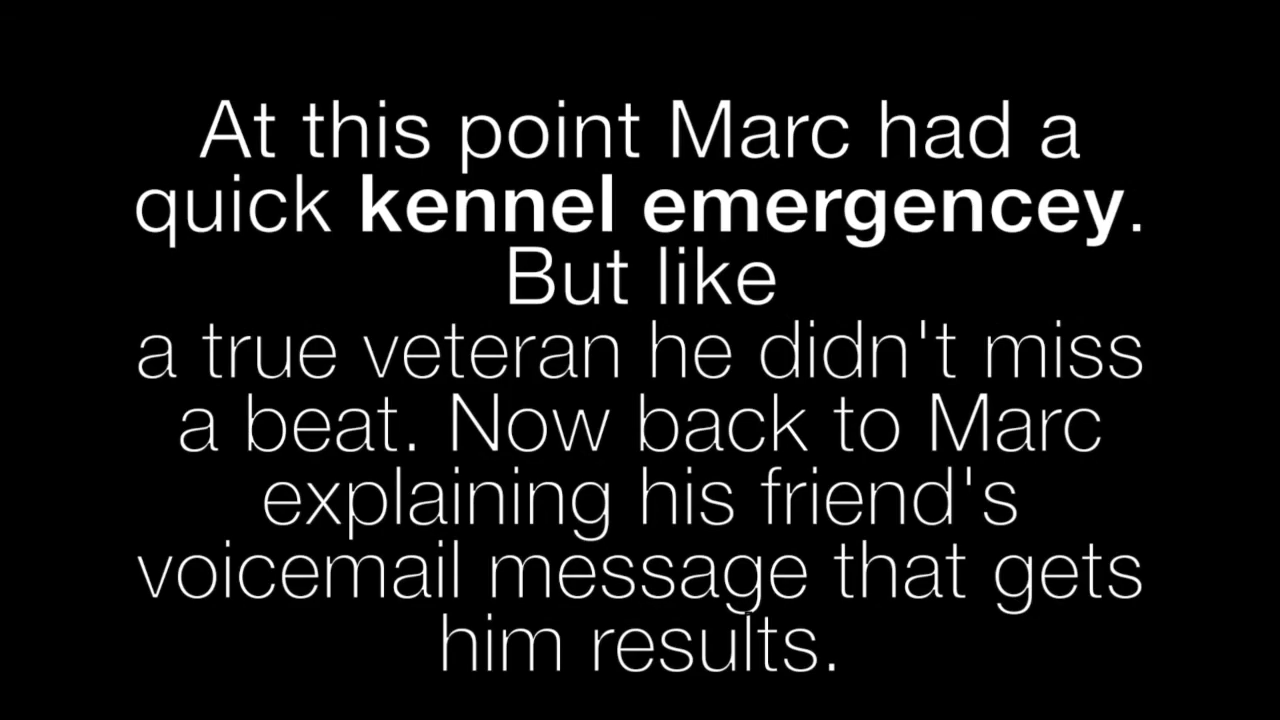 At this point Marc had a
quick kennel emergencey.
But like
a true veteran he didn't miss
a beat. Now back to Marc
explaining his friend's
voicemail message that gets
him results.